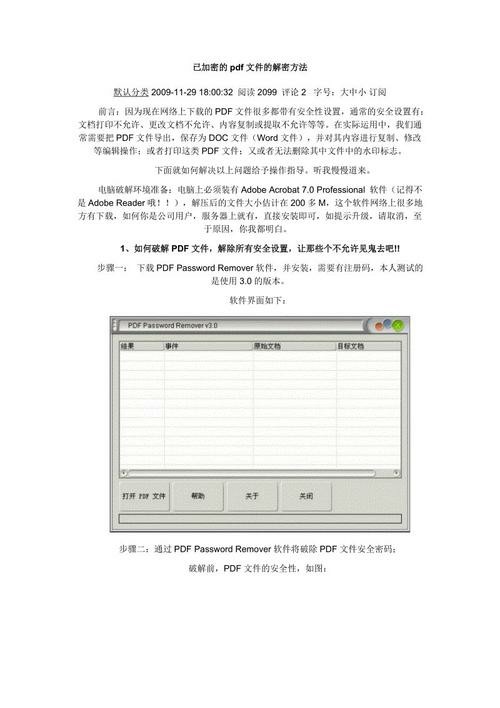 已加密的 pdf 文件的解密方法
默认分类 2009-11-29 18:00:32 阅读 2099 评论 2 字号：大中小 订阅
前言：因为现在网络上下载的 PDF 文件很多都带有安全性设置，通常的安全设置有：
文档打印不允许、更改文档不允许、内容复制或提取不允许等等。在实际运用中，我们通
常需要把 PDF 文件导出，保存为 DOC 文件（Word 文件），并对其内容进行复制、修改
等编辑操作；或者打印这类 PDF 文件；又或者无法删除其中文件中的水印标志。
下面就如何解决以上问题给予操作指导。听我慢慢道来。
电脑破解环境准备：电脑上必须装有 Adobe Acrobat 7.0 Professional 软件（记得不
是 Adobe Reader 哦！！），解压后的文件大小估计在 200 多 M，这个软件网络上很多地
方有下载，如何你是公司用户，服务器上就有，直接安装即可，如提示升级，请取消，至
于原因，你我都明白。
1、如何破解 PDF 文件，解除所有安全设置，让那些个不允许见鬼去吧!!
步骤一： 下载 PDF Password Remover 软件，并安装，需要有注册码，本人测试的
是使用 3.0 的版本。
软件界面如下：
PDF Password Remover v3.0
结果 事件 原始文档 目标文档
打开 PDF 文件 帮助 关于 关闭
步骤二：通过 PDF Password Remover 软件将破除 PDF 文件安全密码；
破解前，PDF 文件的安全性，如图：